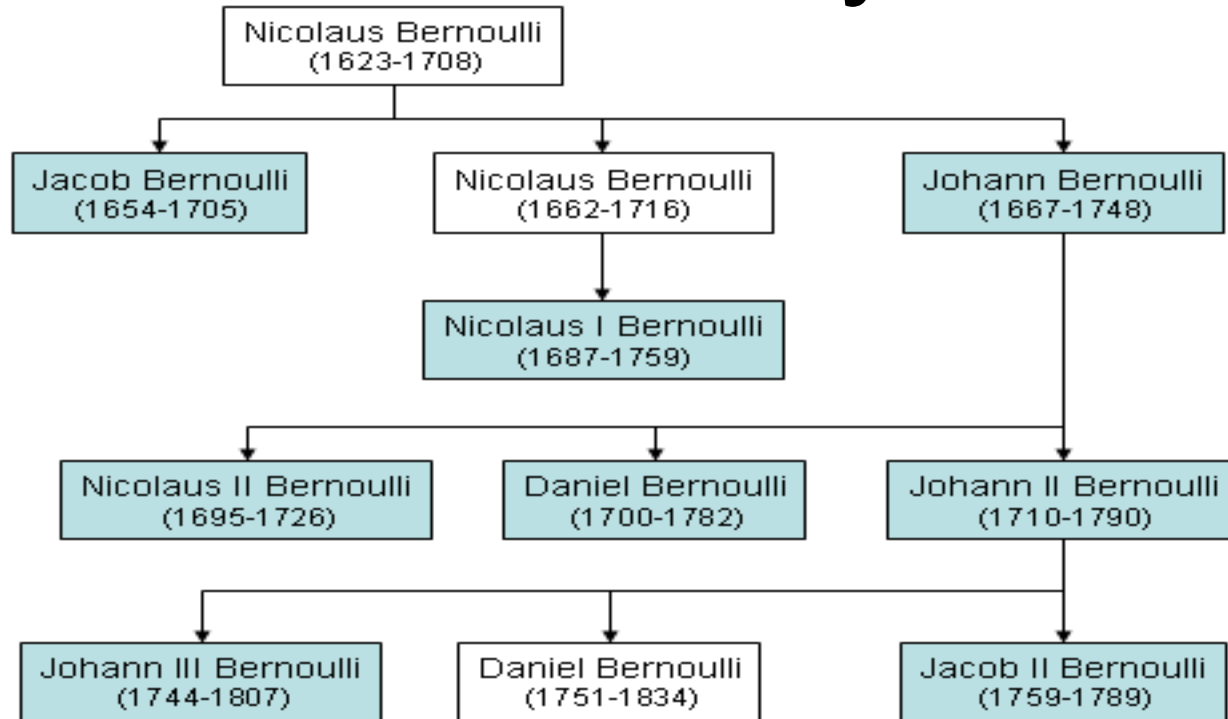 Nicolaus Bernoulli
(1623-1708)
Jacob Bernoulli
(1654-1705)
Nicolaus Bernoulli
(1662-1716)
Johann Bernoulli
(1667-1748)
Nicolaus I Bernoulli
(1687-1759)
Nicolaus II Bernoulli
(1695-1726)
Daniel Bernoulli
(1700-1782)
Johann II Bernoulli
(1710-1790)
Johann III Bernoulli
(1744-1807)
Daniel Bernoulli
(1751-1834)
Jacob II Bernoulli
(1759-1789)